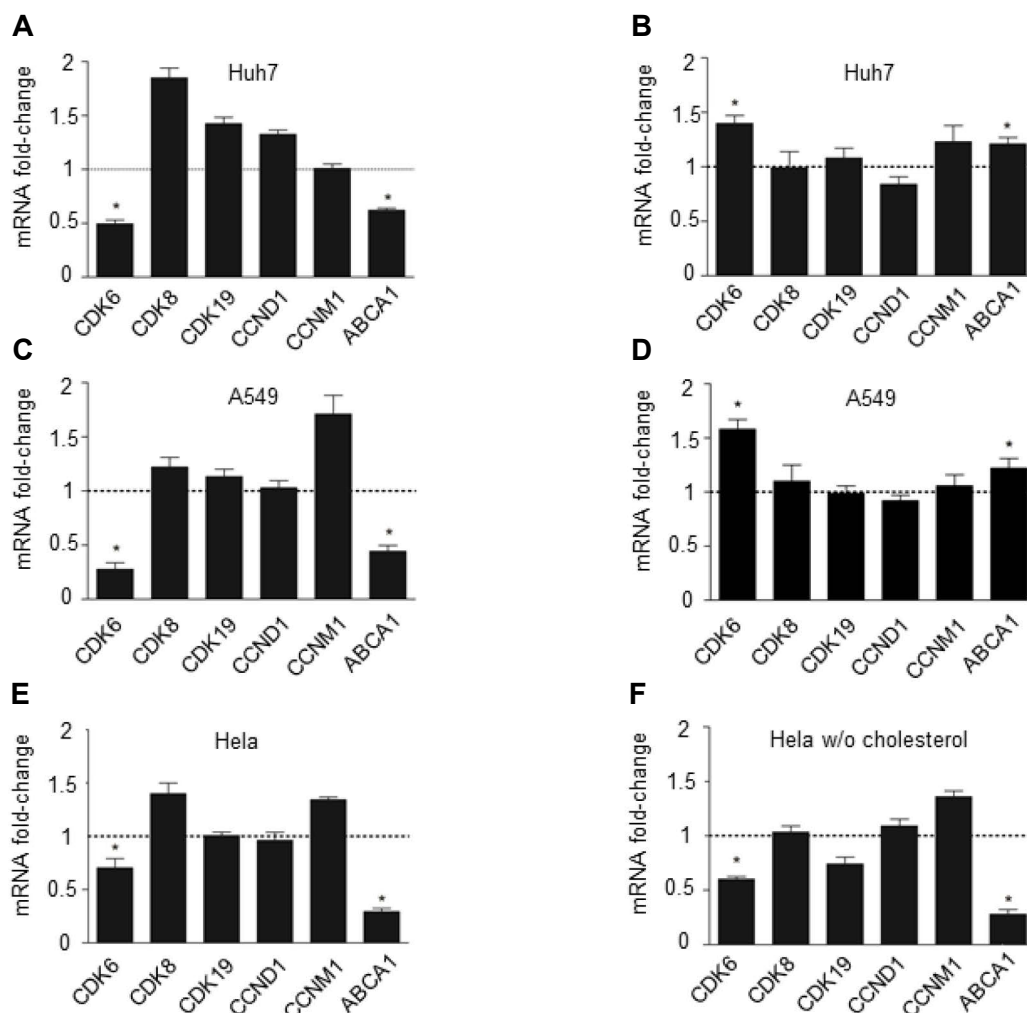 A
mRNA fold-change
Huh7
2
1.5
1
0.5
0
*
*
CDK6
CDK8
CDK19
CCND1
CCNM1
ABCA1
B
mRNA fold-change
Huh7
2
1.5
1
0.5
0
*
*
CDK6
CDK8
CDK19
CCND1
CCNM1
ABCA1
C
mRNA fold-change
A549
2
1.5
1
0.5
0
*
*
CDK6
CDK8
CDK19
CCND1
CCNM1
ABCA1
D
mRNA fold-change
A549
2
1.5
1
0.5
0
*
*
CDK6
CDK8
CDK19
CCND1
CCNM1
ABCA1
E
mRNA fold-change
Hela
2
1.5
1
0.5
0
*
*
CDK6
CDK8
CDK19
CCND1
CCNM1
ABCA1
F
mRNA fold-change
Hela w/o cholesterol
2
1.5
1
0.5
0
*
*
CDK6
CDK8
CDK19
CCND1
CCNM1
ABCA1